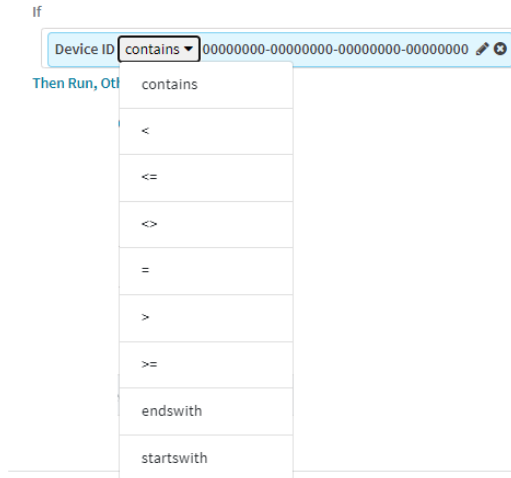 If
Device ID contains 00000000-00000000-00000000-00000000
Then Run, Oth
contains
<
<=
<>
=
>
>=
endswith
startswith